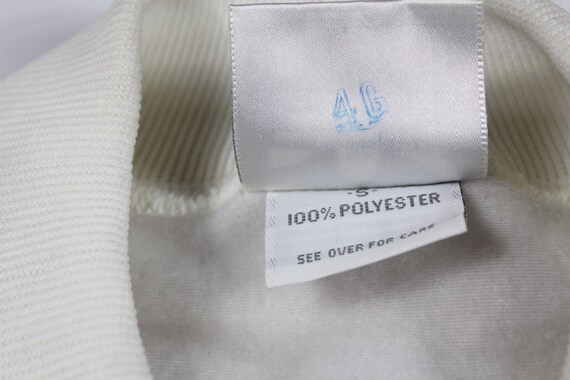 46
-S-
100% POLYESTER
SEE OVER FOR CARE